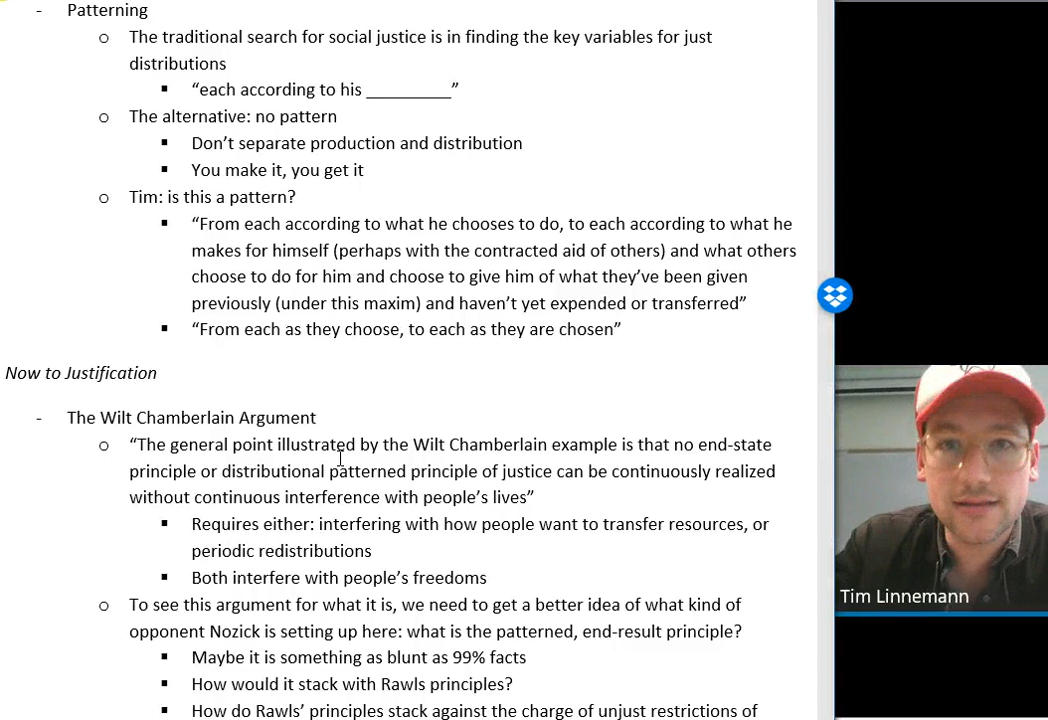 - Patterning
o The traditional search for social justice is in finding the key variables for just
distributions
▪ “each according to his _________”
o The alternative: no pattern
▪ Don’t separate production and distribution
▪ You make it, you get it
o Tim: is this a pattern?
▪ “From each according to what he chooses to do, to each according to what he
makes for himself (perhaps with the contracted aid of others) and what others
choose to do for him and choose to give him of what they’ve been given
previously (under this maxim) and haven’t yet expended or transferred”
▪ “From each as they choose, to each as they are chosen”
Now to Justification
- The Wilt Chamberlain Argument
o “The general point illustrated by the Wilt Chamberlain example is that no end-state
principle or distributional patterned principle of justice can be continuously realized
without continuous interference with people’s lives”
▪ Requires either: interfering with how people want to transfer resources, or
periodic redistributions
▪ Both interfere with people’s freedoms
o To see this argument for what it is, we need to get a better idea of what kind of
opponent Nozick is setting up here: what is the patterned, end-result principle?
▪ Maybe it is something as blunt as 99% facts
▪ How would it stack with Rawls principles?
▪ How do Rawls’ principles stack against the charge of unjust restrictions of
Tim Linnemann